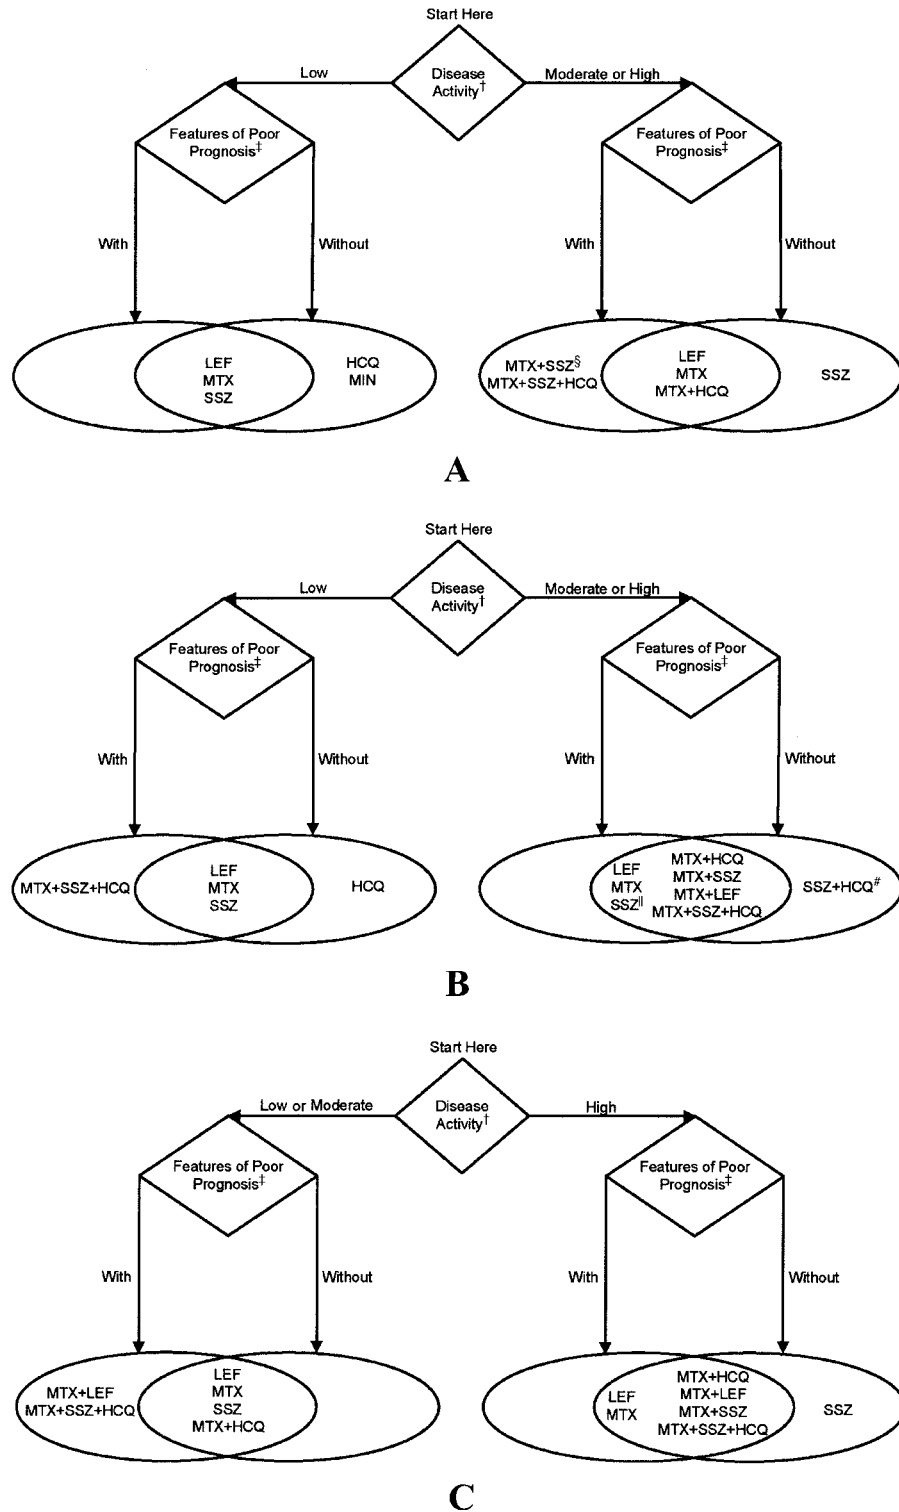 Start Here
Disease
Activity†
Low
Moderate or High
Features of Poor
Prognosis‡
Features of Poor
Prognosis‡
With
Without
With
Without
LEF
MTX
SSZ
HCQ
MIN
MTX+SSZ§
MTX+SSZ+HCQ
LEF
MTX
MTX+HCQ
SSZ
A
Start Here
Disease
Activity†
Low
Moderate or High
Features of Poor
Prognosis‡
Features of Poor
Prognosis‡
With
Without
With
Without
MTX+SSZ+HCQ
LEF
MTX
SSZ
HCQ
LEF
MTX
SSZ||
MTX+HCQ
MTX+SSZ
MTX+LEF
MTX+SSZ+HCQ
SSZ+HCQ#
B
Start Here
Disease
Activity†
Low or Moderate
High
Features of Poor
Prognosis‡
Features of Poor
Prognosis‡
With
Without
With
Without
MTX+LEF
MTX+SSZ+HCQ
LEF
MTX
SSZ
MTX+HCQ
LEF
MTX
MTX+HCQ
MTX+LEF
MTX+SSZ
MTX+SSZ+HCQ
SSZ
C